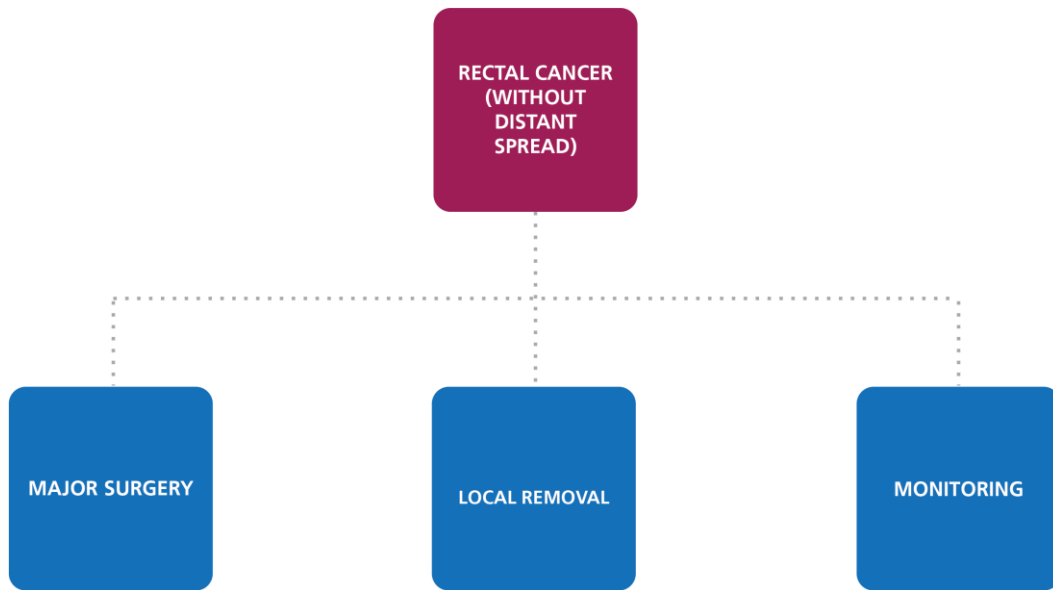 RECTAL CANCER
(WITHOUT
DISTANT
SPREAD)
MAJOR SURGERY
LOCAL REMOVAL
MONITORING